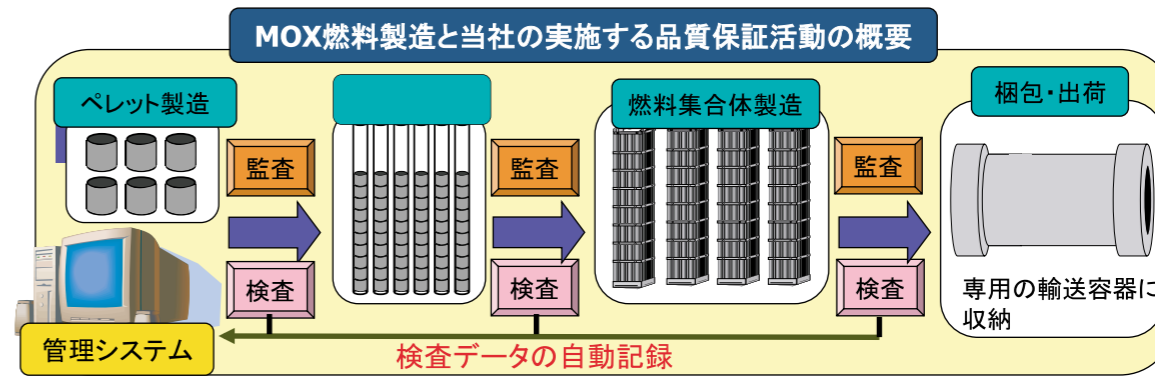 MOX燃料製造と当社の実施する品質保証活動の概要
ペレット製造
燃料集合体製造
梱包・出荷
監査
監査
監査
検査
検査
検査
専用の輸送容器に
収納
管理システム
検査データの自動記録